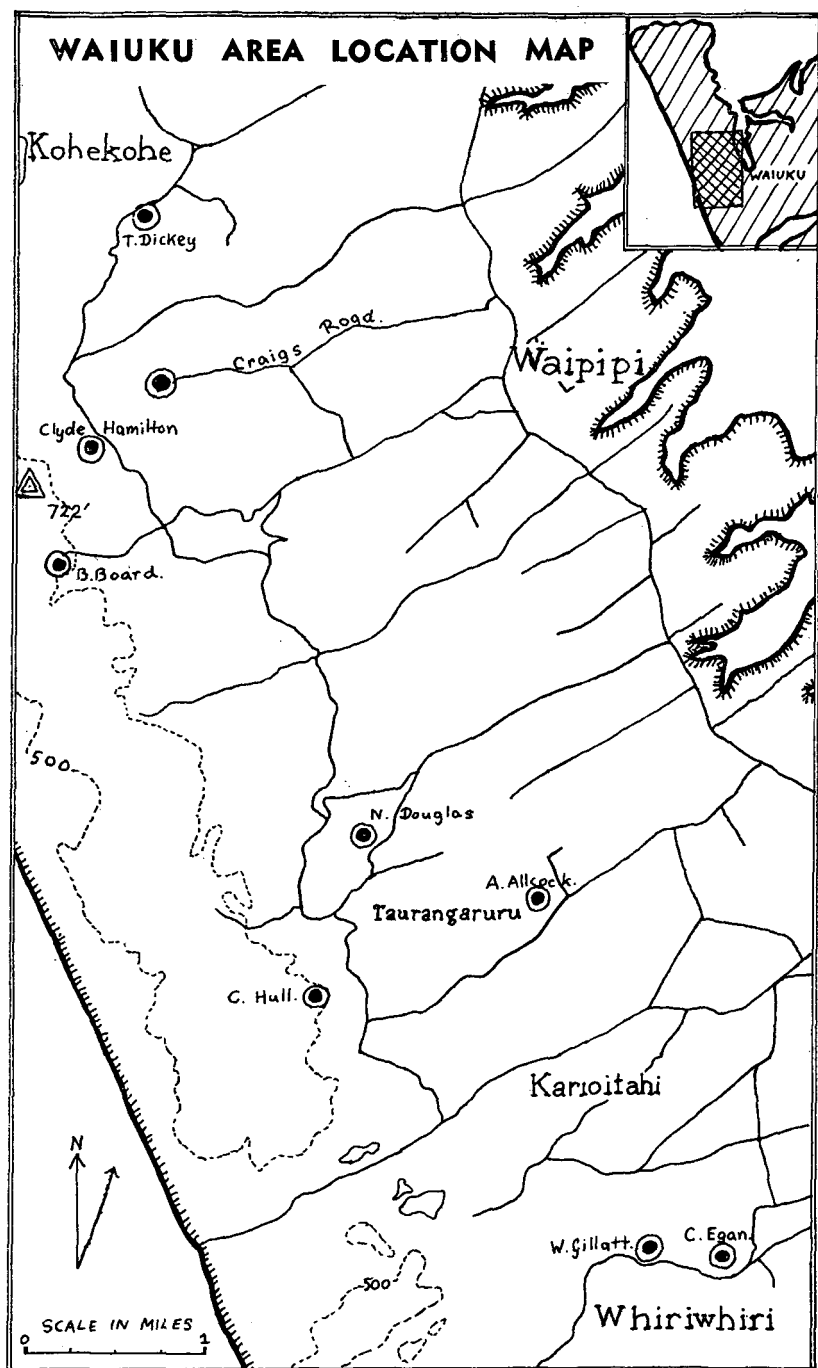 WAIUKU AREA LOCATION MAP
WAIUKU
Kohekohe
T. Dickey
Craigs Road.
Waipipi
Clyde Hamilton
722'
B. Board.
500
N. Douglas
A. Allcock.
Taurangaruru
C. Hull.
Karioitahi
N
W. Gillatt.
C. Egan.
500
Whiriwhiri
SCALE IN MILES
0 1